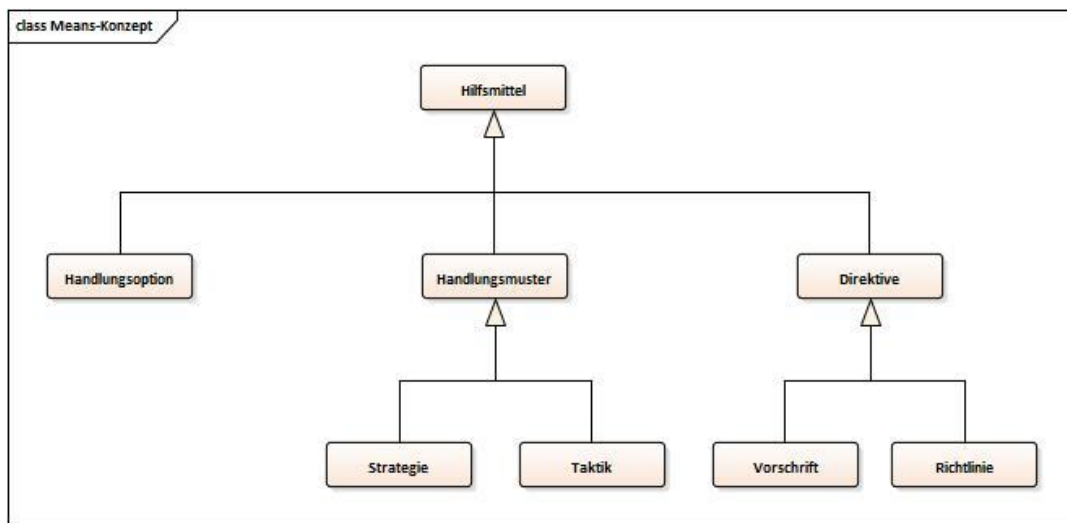 class Means-Konzept
Hilfsmittel
Handlungsoption
Handlungsmuster
Direktive
Strategie
Taktik
Vorschrift
Richtlinie